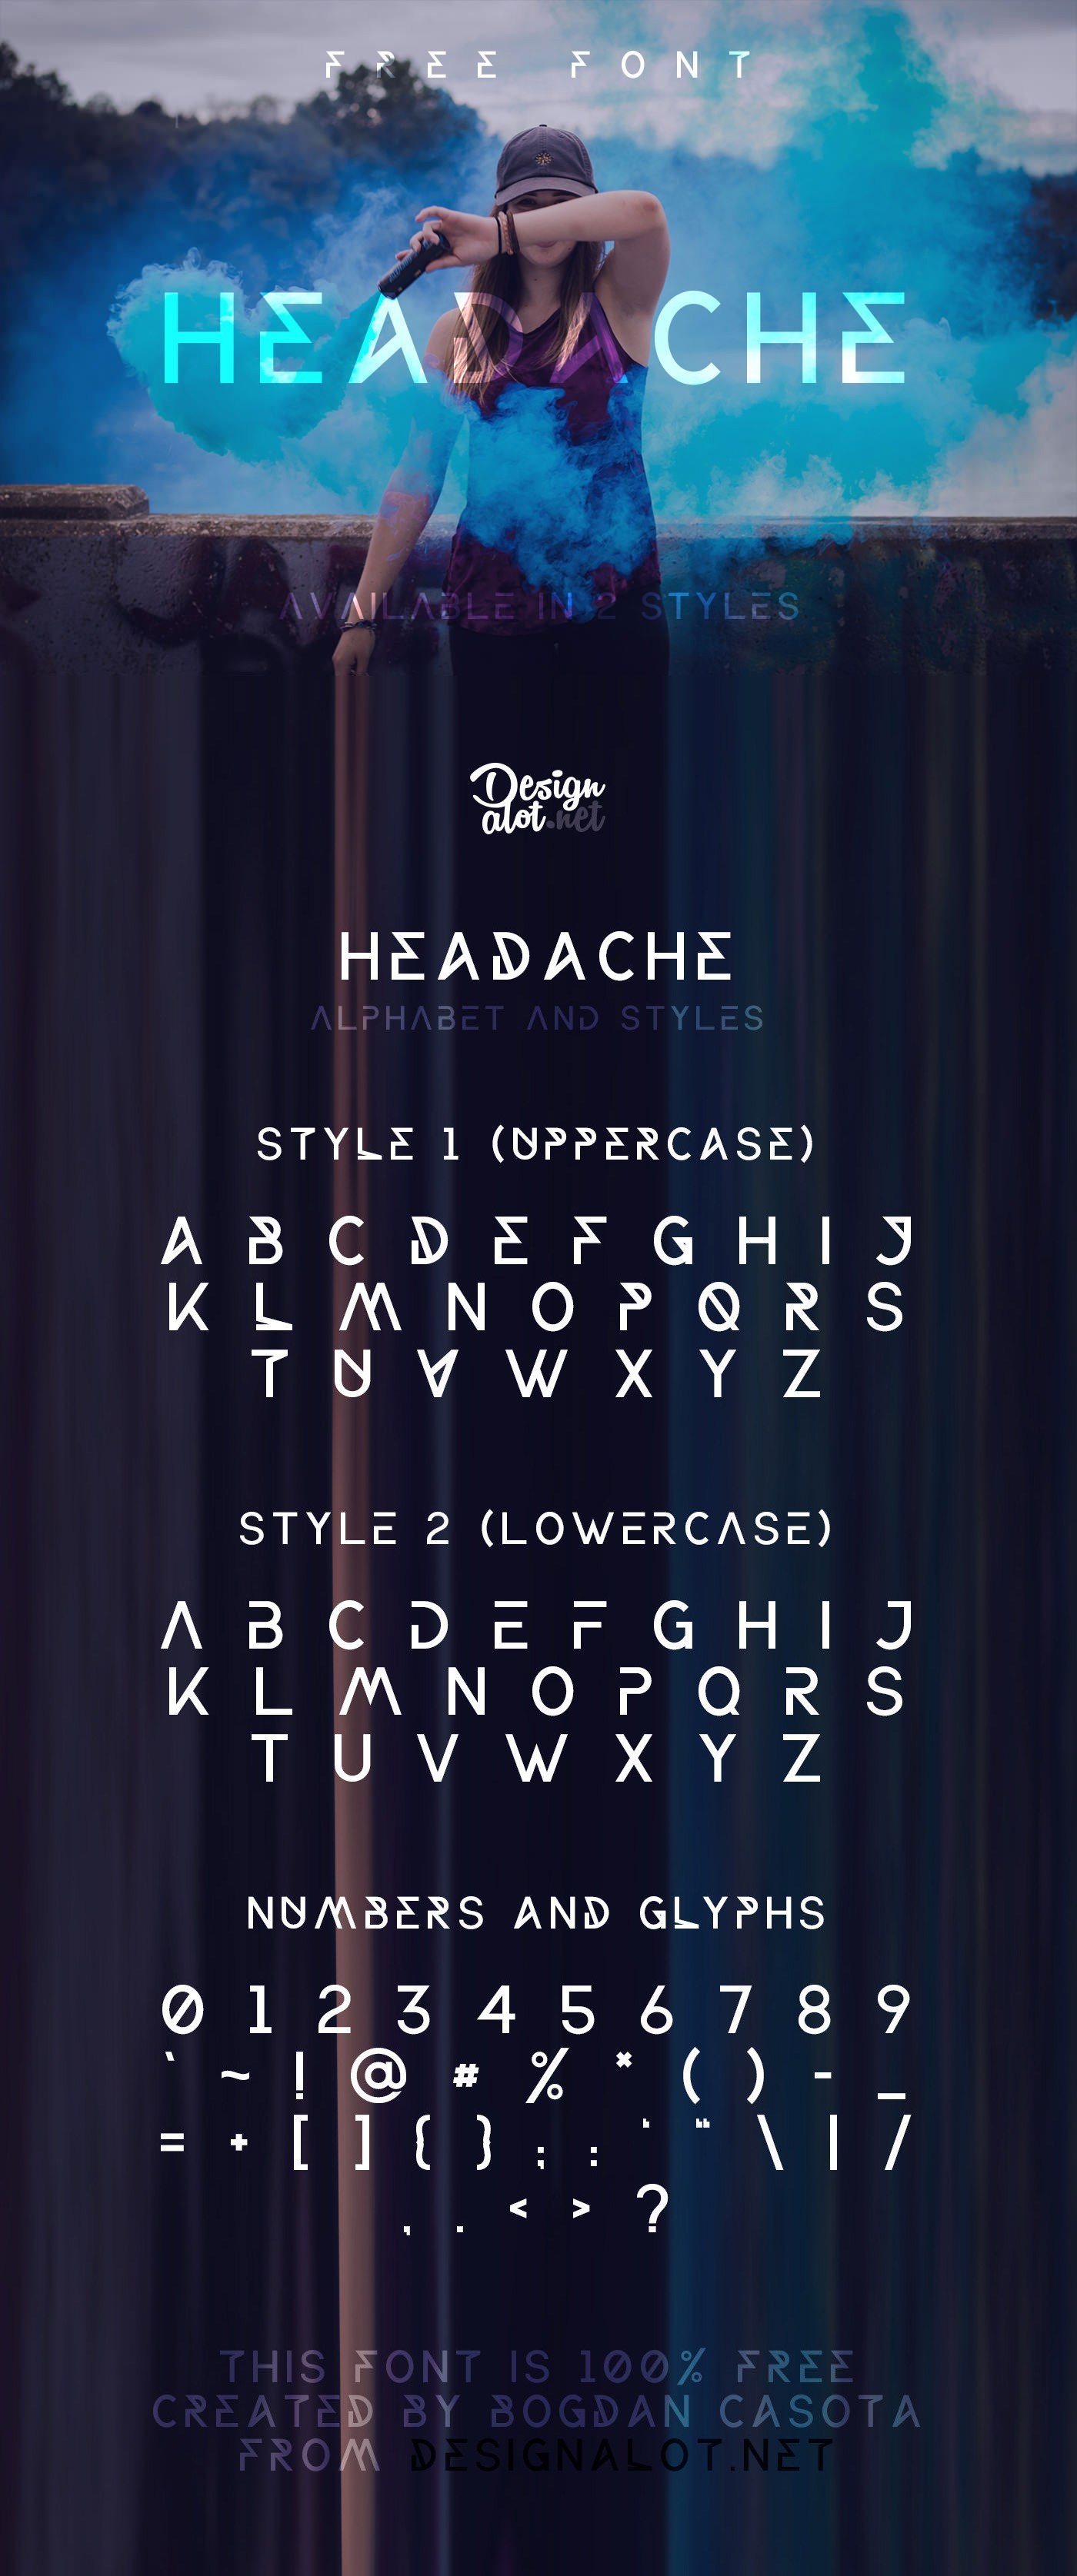 FREE FONT
HEADACHE
AVAILABLE IN 2 STYLES
Design
alot.net
HEADACHE
ALPHABET AND STYLES
STYLE 1 (UPPERCASE)
A B C D E F G H I J
K L M N O P Q R S
T U V W X Y Z
STYLE 2 (LOWERCASE)
A B C D E F G H I J
K L M N O P Q R S
T U V W X Y Z
NUMBERS AND GLYPHS
0 1 2 3 4 5 6 7 8 9
` ~ ! @ # % * ( ) - _
= + [ ] { } ; : ' " \ | /
, . < > ?
THIS FONT IS 100% FREE
CREATED BY BOGDAN CASOTA
FROM DESIGNALOT.NET